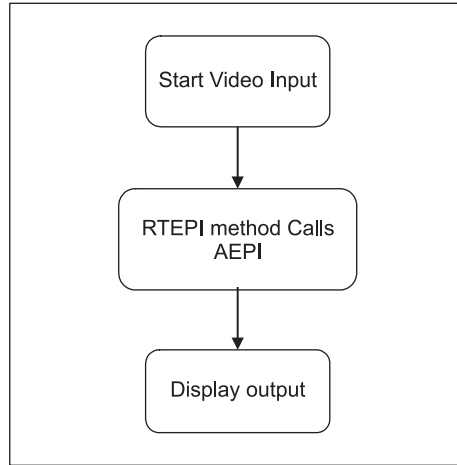 Start Video Input
RTEPI method Calls
AEPI
Display output